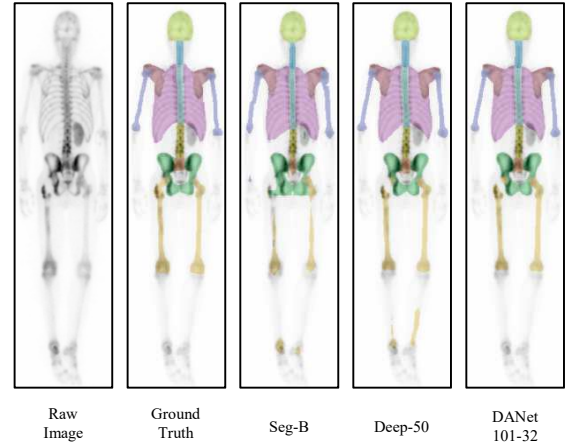 Raw
Image
Ground
Truth
Seg-B
Deep-50
DANet
101-32